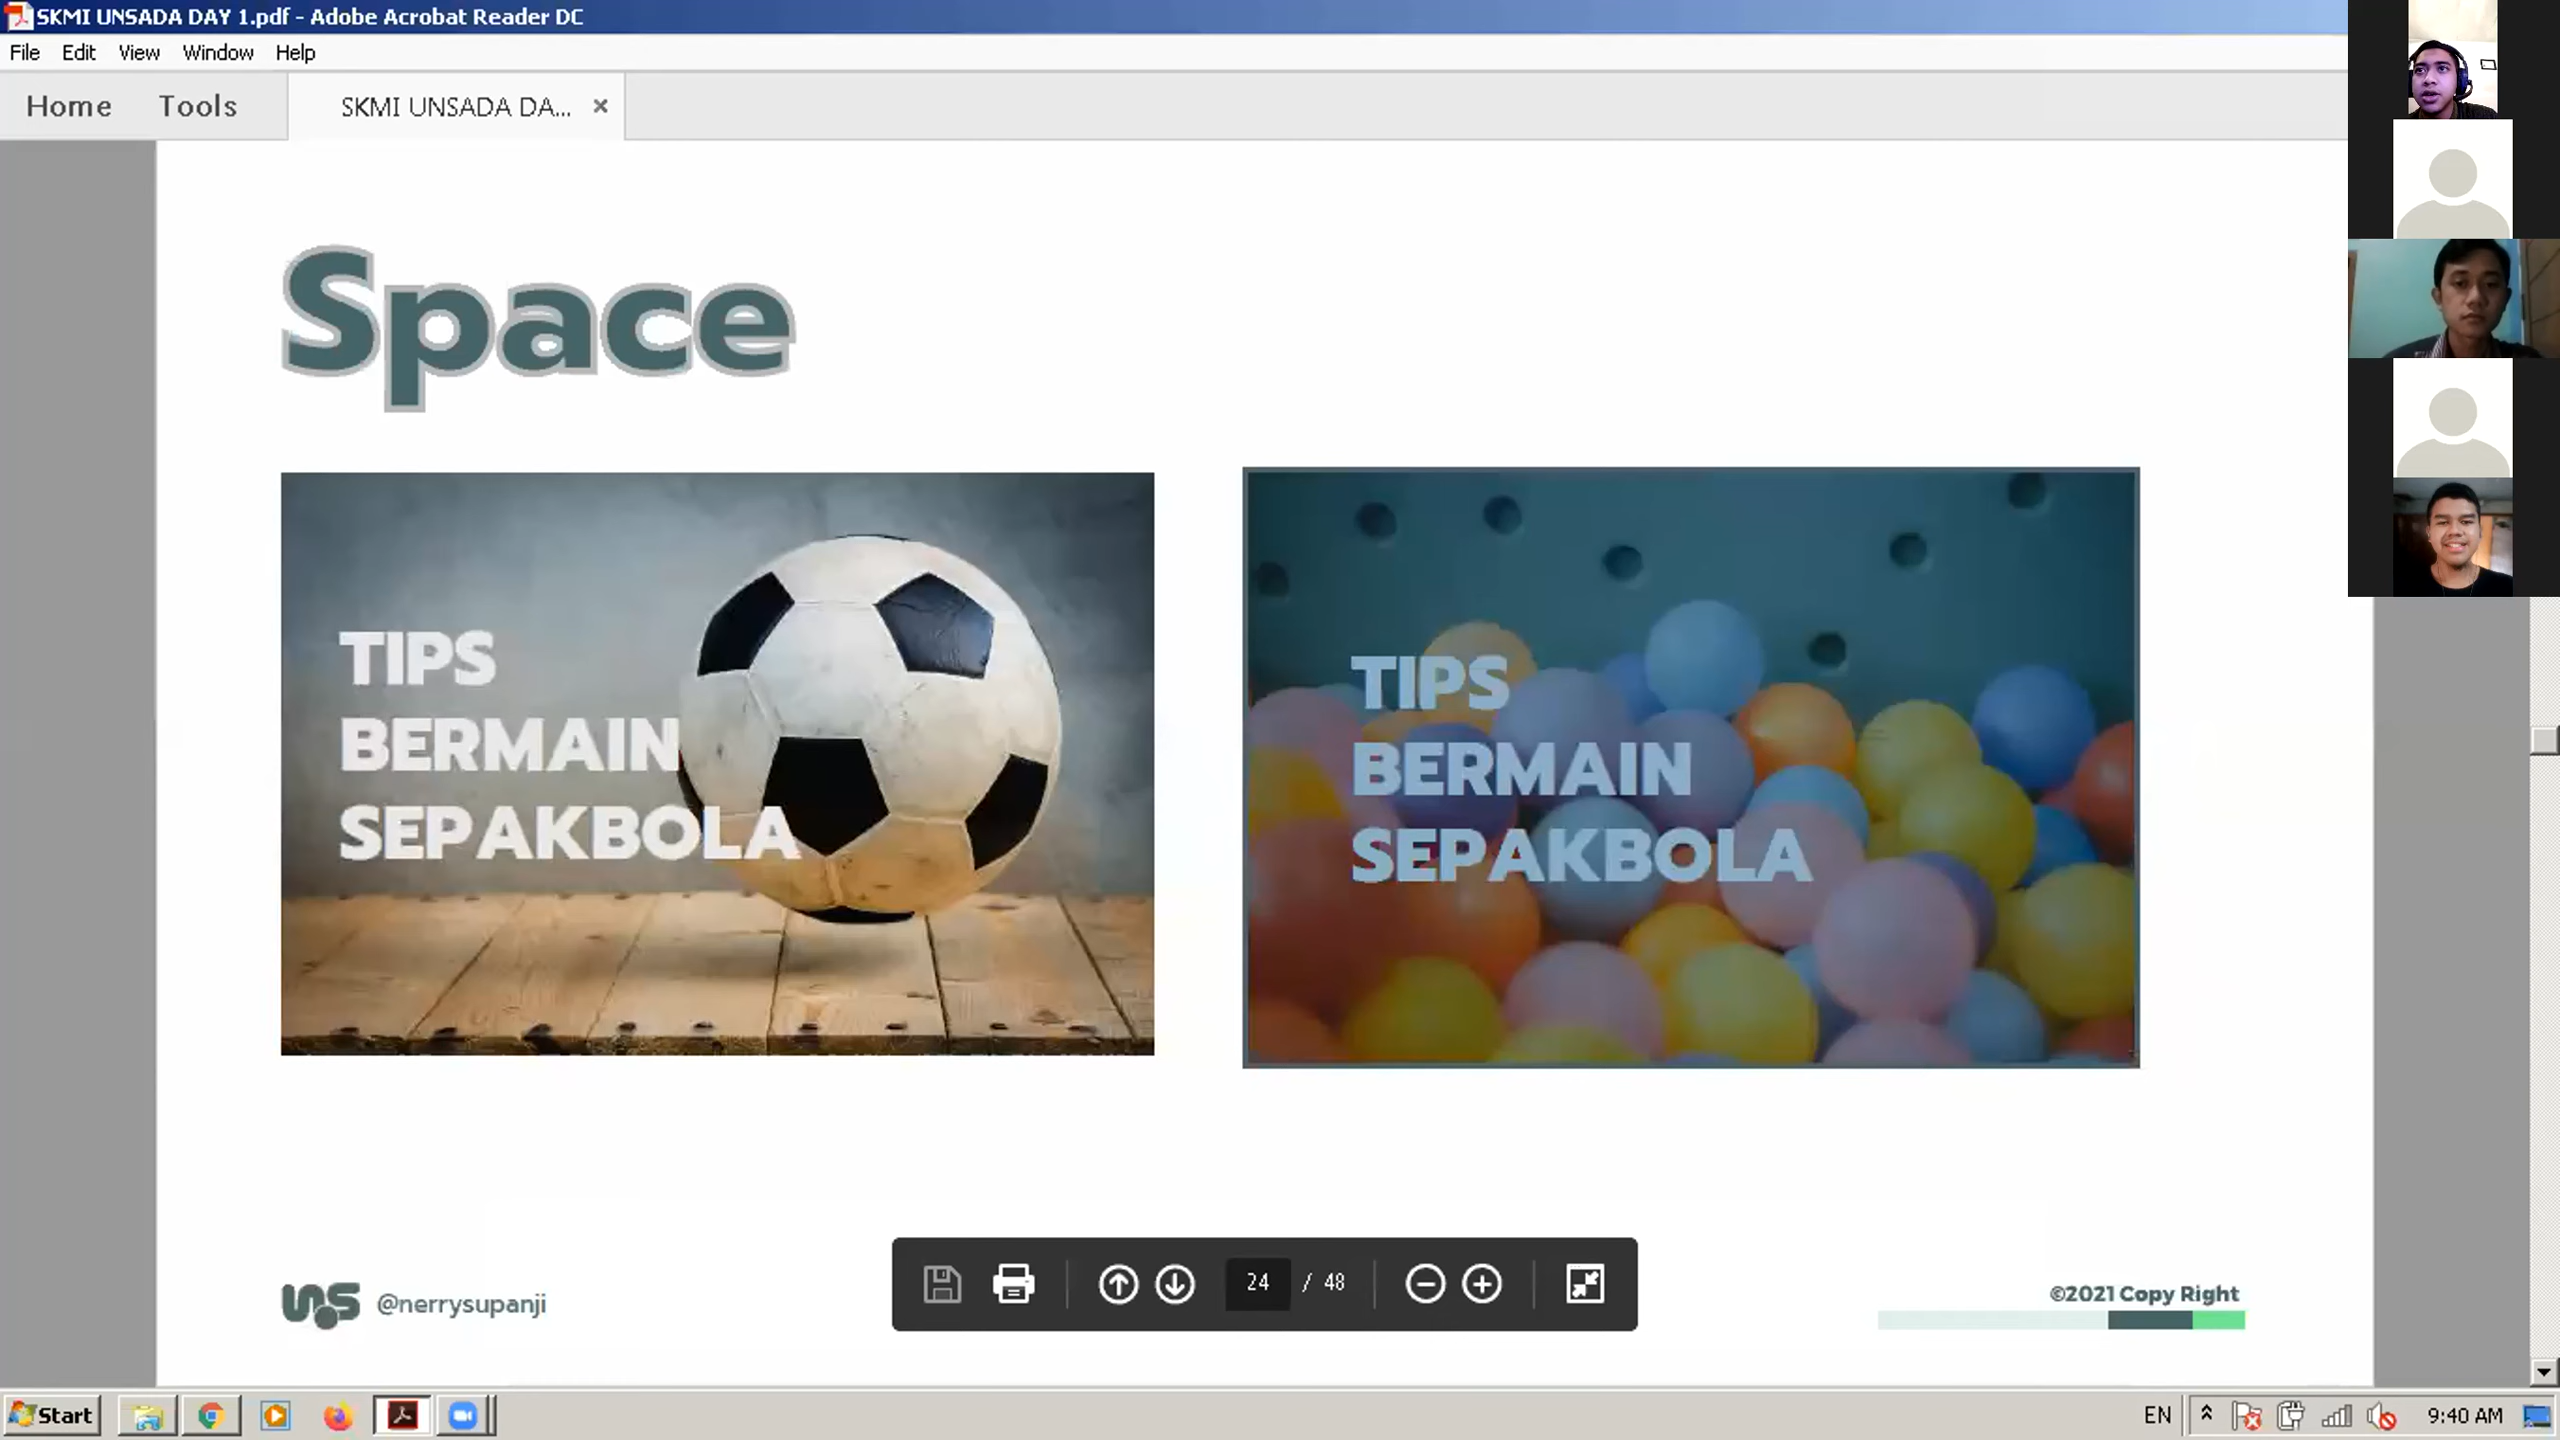 SKMI UNSADA DAY 1.pdf - Adobe Acrobat Reader DC
File Edit View Window Help
Home Tools SKMI UNSADA DA...
Space
TIPS
BERMAIN
SEPAKBOLA
TIPS
BERMAIN
SEPAKBOLA
@nerrysupanji
24 / 48
©2021 Copy Right
Start
EN
9:40 AM